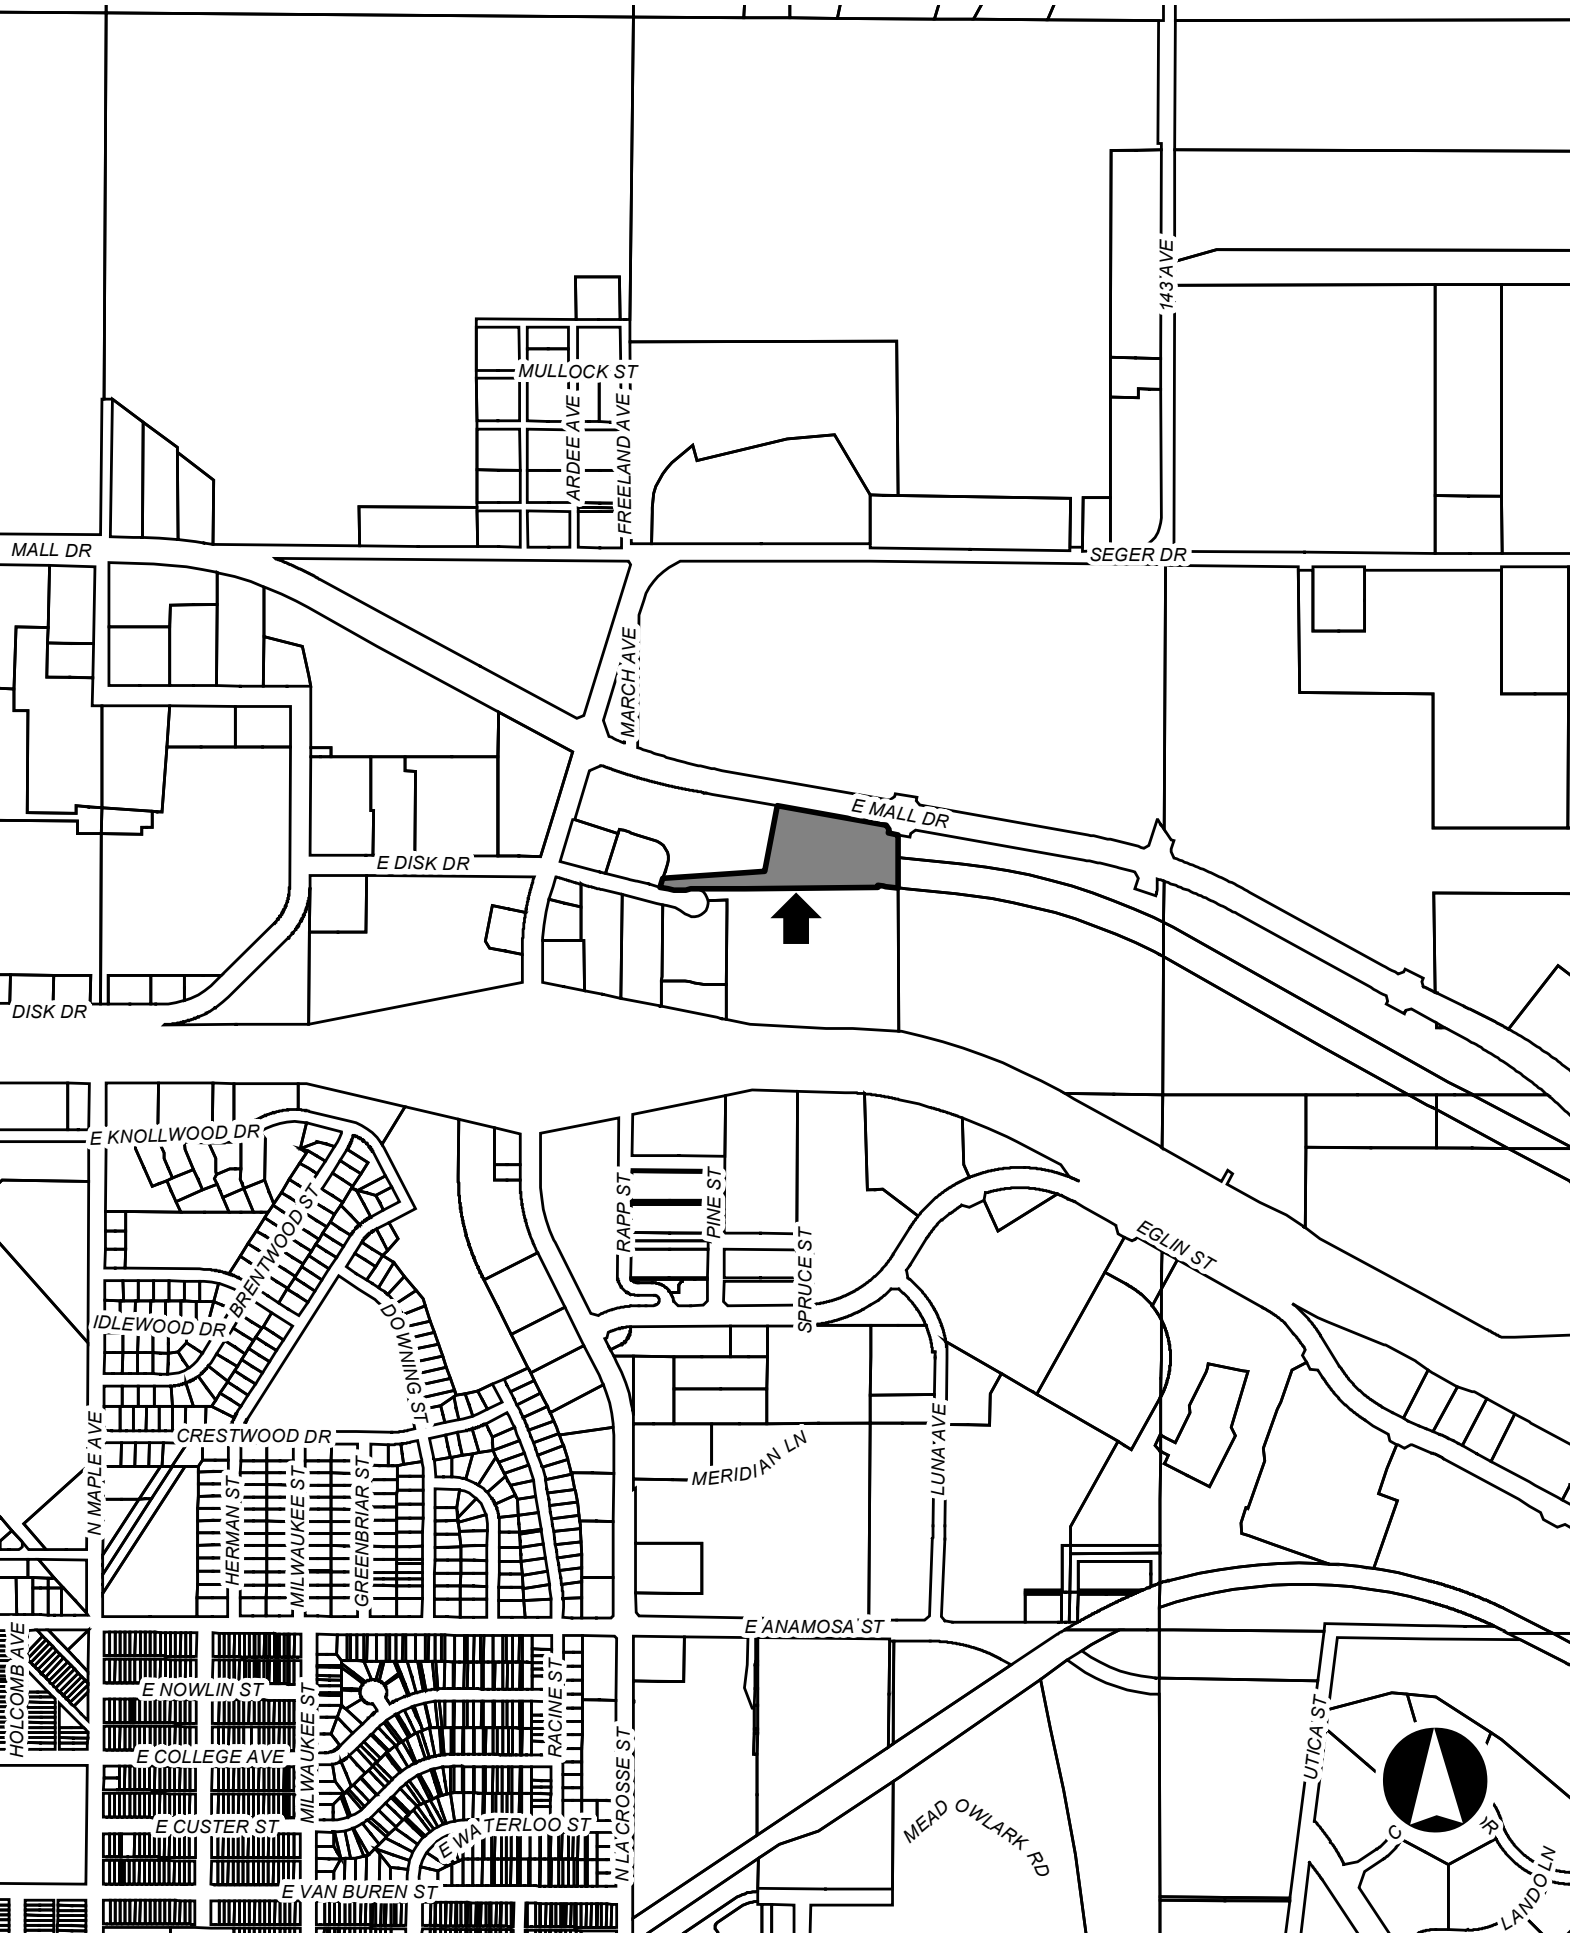 143 AVE
MULLOCK ST
ARDEE AVE
FREELAND AVE
MALL DR
SEGER DR
MARCH AVE
E MALL DR
E DISK DR
DISK DR
E KNOLLWOOD DR
RAPP ST
PINE ST
BRENTWOOD ST
SPRUCE ST
EGLIN ST
IDLEWOOD DR
DOWNING ST
N MAPLE AVE
CRESTWOOD DR
MERIDIAN LN
LUNA AVE
HERMAN ST
MILWAUKEE ST
GREENBRIAR ST
E ANAMOSA ST
HOLCOMB AVE
E NOWLIN ST
MILWAUKEE ST
RACINE ST
N LACROSSE ST
UTICA ST
E COLLEGE AVE
E CUSTER ST
E WATERLOO ST
MEADOWLARK RD
C
R
E VAN BUREN ST
LANDO LN